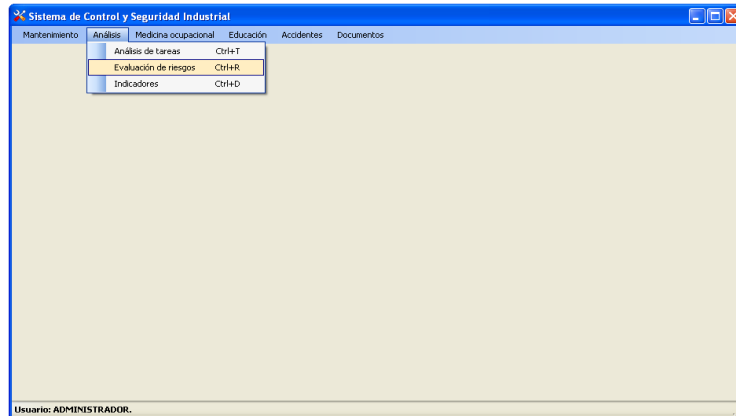 Sistema de Control y Seguridad Industrial
Mantenimiento Análisis Medicina ocupacional Educación Accidentes Documentos
Análisis de tareas Ctrl+T
Evaluación de riesgos Ctrl+R
Indicadores Ctrl+D
Usuario: ADMINISTRADOR.